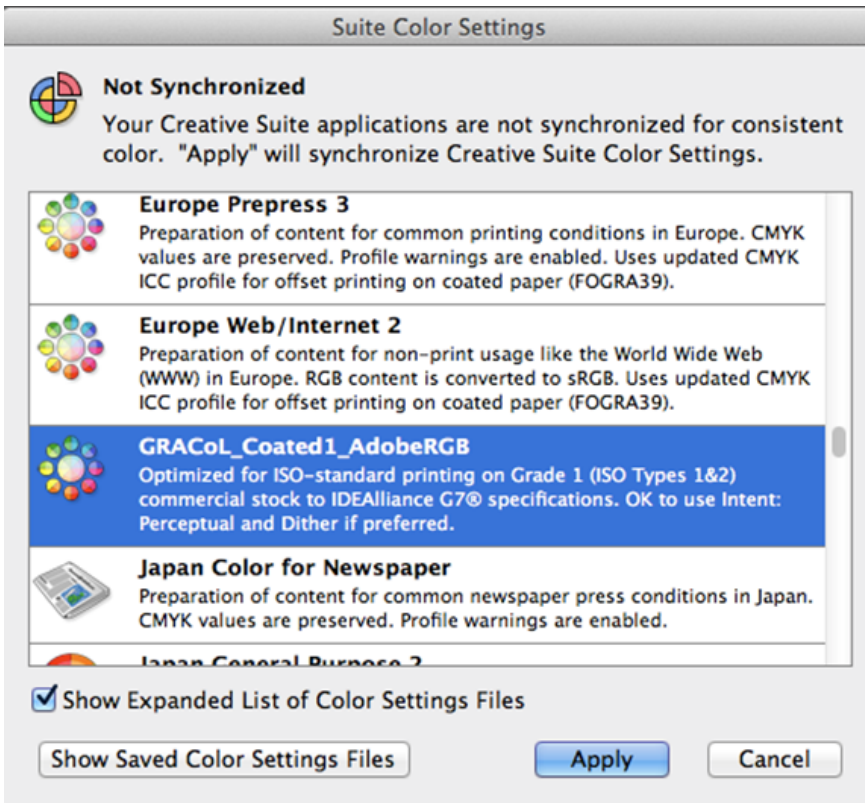 Suite Color Settings
Not Synchronized
Your Creative Suite applications are not synchronized for consistent
color.  "Apply" will synchronize Creative Suite Color Settings.
Europe Prepress 3
Preparation of content for common printing conditions in Europe. CMYK
values are preserved. Profile warnings are enabled. Uses updated CMYK
ICC profile for offset printing on coated paper (FOGRA39).
Europe Web/Internet 2
Preparation of content for non-print usage like the World Wide Web
(WWW) in Europe. RGB content is converted to sRGB. Uses updated CMYK
ICC profile for offset printing on coated paper (FOGRA39).
GRACoL_Coated1_AdobeRGB
Optimized for ISO-standard printing on Grade 1 (ISO Types 1&2)
commercial stock to IDEAlliance G7® specifications. OK to use Intent:
Perceptual and Dither if preferred.
Japan Color for Newspaper
Preparation of content for common newspaper press conditions in Japan.
CMYK values are preserved. Profile warnings are enabled.
Japan General Purpose 2
Show Expanded List of Color Settings Files
Show Saved Color Settings Files
Apply
Cancel